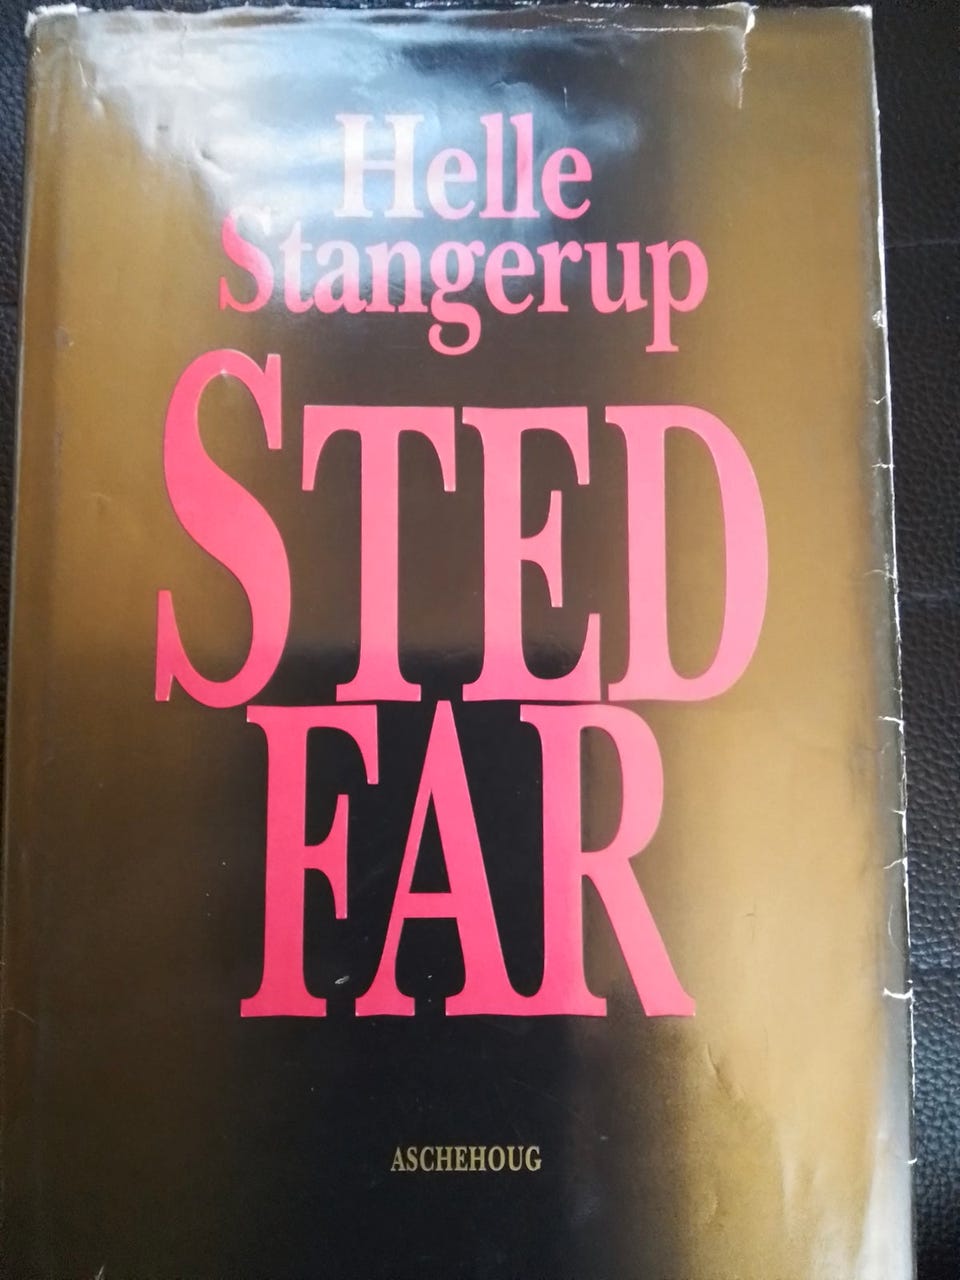 Helle
Stangerup
STED
FAR
ASCHEHOUG